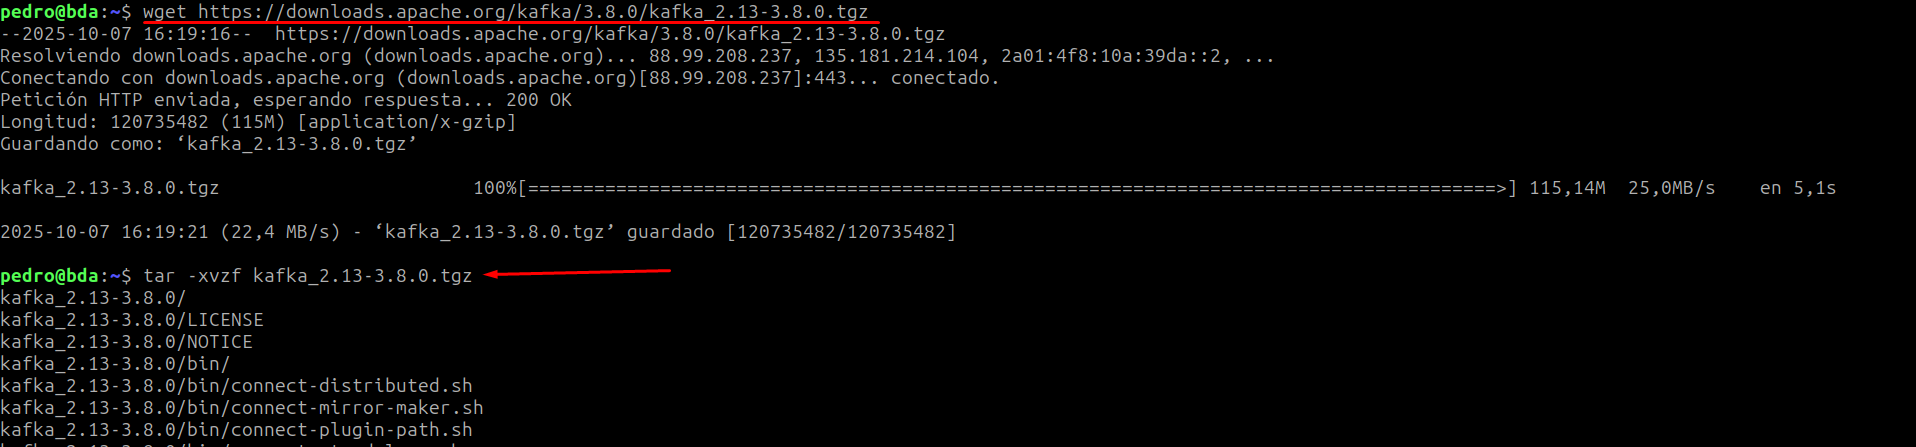 pedro@bda:~$ wget https://downloads.apache.org/kafka/3.8.0/kafka_2.13-3.8.0.tgz
--2025-10-07 16:19:16--  https://downloads.apache.org/kafka/3.8.0/kafka_2.13-3.8.0.tgz
Resolviendo downloads.apache.org (downloads.apache.org)... 88.99.208.237, 135.181.214.104, 2a01:4f8:10a:39da::2, ...
Conectando con downloads.apache.org (downloads.apache.org)[88.99.208.237]:443... conectado.
Petición HTTP enviada, esperando respuesta... 200 OK
Longitud: 120735482 (115M) [application/x-gzip]
Guardando como: ‘kafka_2.13-3.8.0.tgz’
kafka_2.13-3.8.0.tgz 100%[========================================================================================>] 115,14M 25,0MB/s en 5,1s
2025-10-07 16:19:21 (22,4 MB/s) - ‘kafka_2.13-3.8.0.tgz’ guardado [120735482/120735482]
pedro@bda:~$ tar -xvzf kafka_2.13-3.8.0.tgz
kafka_2.13-3.8.0/
kafka_2.13-3.8.0/LICENSE
kafka_2.13-3.8.0/NOTICE
kafka_2.13-3.8.0/bin/
kafka_2.13-3.8.0/bin/connect-distributed.sh
kafka_2.13-3.8.0/bin/connect-mirror-maker.sh
kafka_2.13-3.8.0/bin/connect-plugin-path.sh